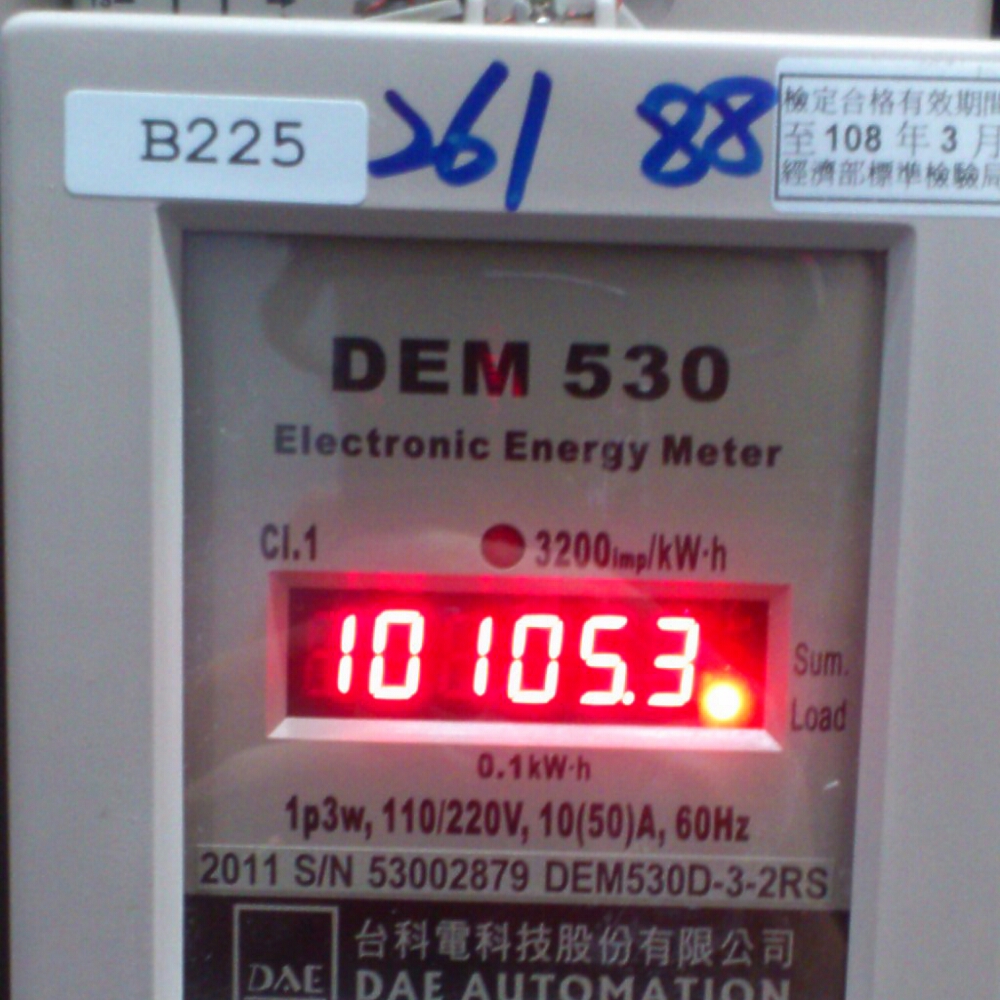 B225
261 88
檢定合格有效期間
至 108 年 3 月
經濟部標準檢驗局
DEM 530
Electronic Energy Meter
Cl.1
3200imp/kW·h
10105.3
Sum.
Load
0.1kW·h
1p3w, 110/220V, 10(50)A, 60Hz
2011 S/N 53002879 DEM530D-3-2RS
DAE
台科電科技股份有限公司
DAE AUTOMATION